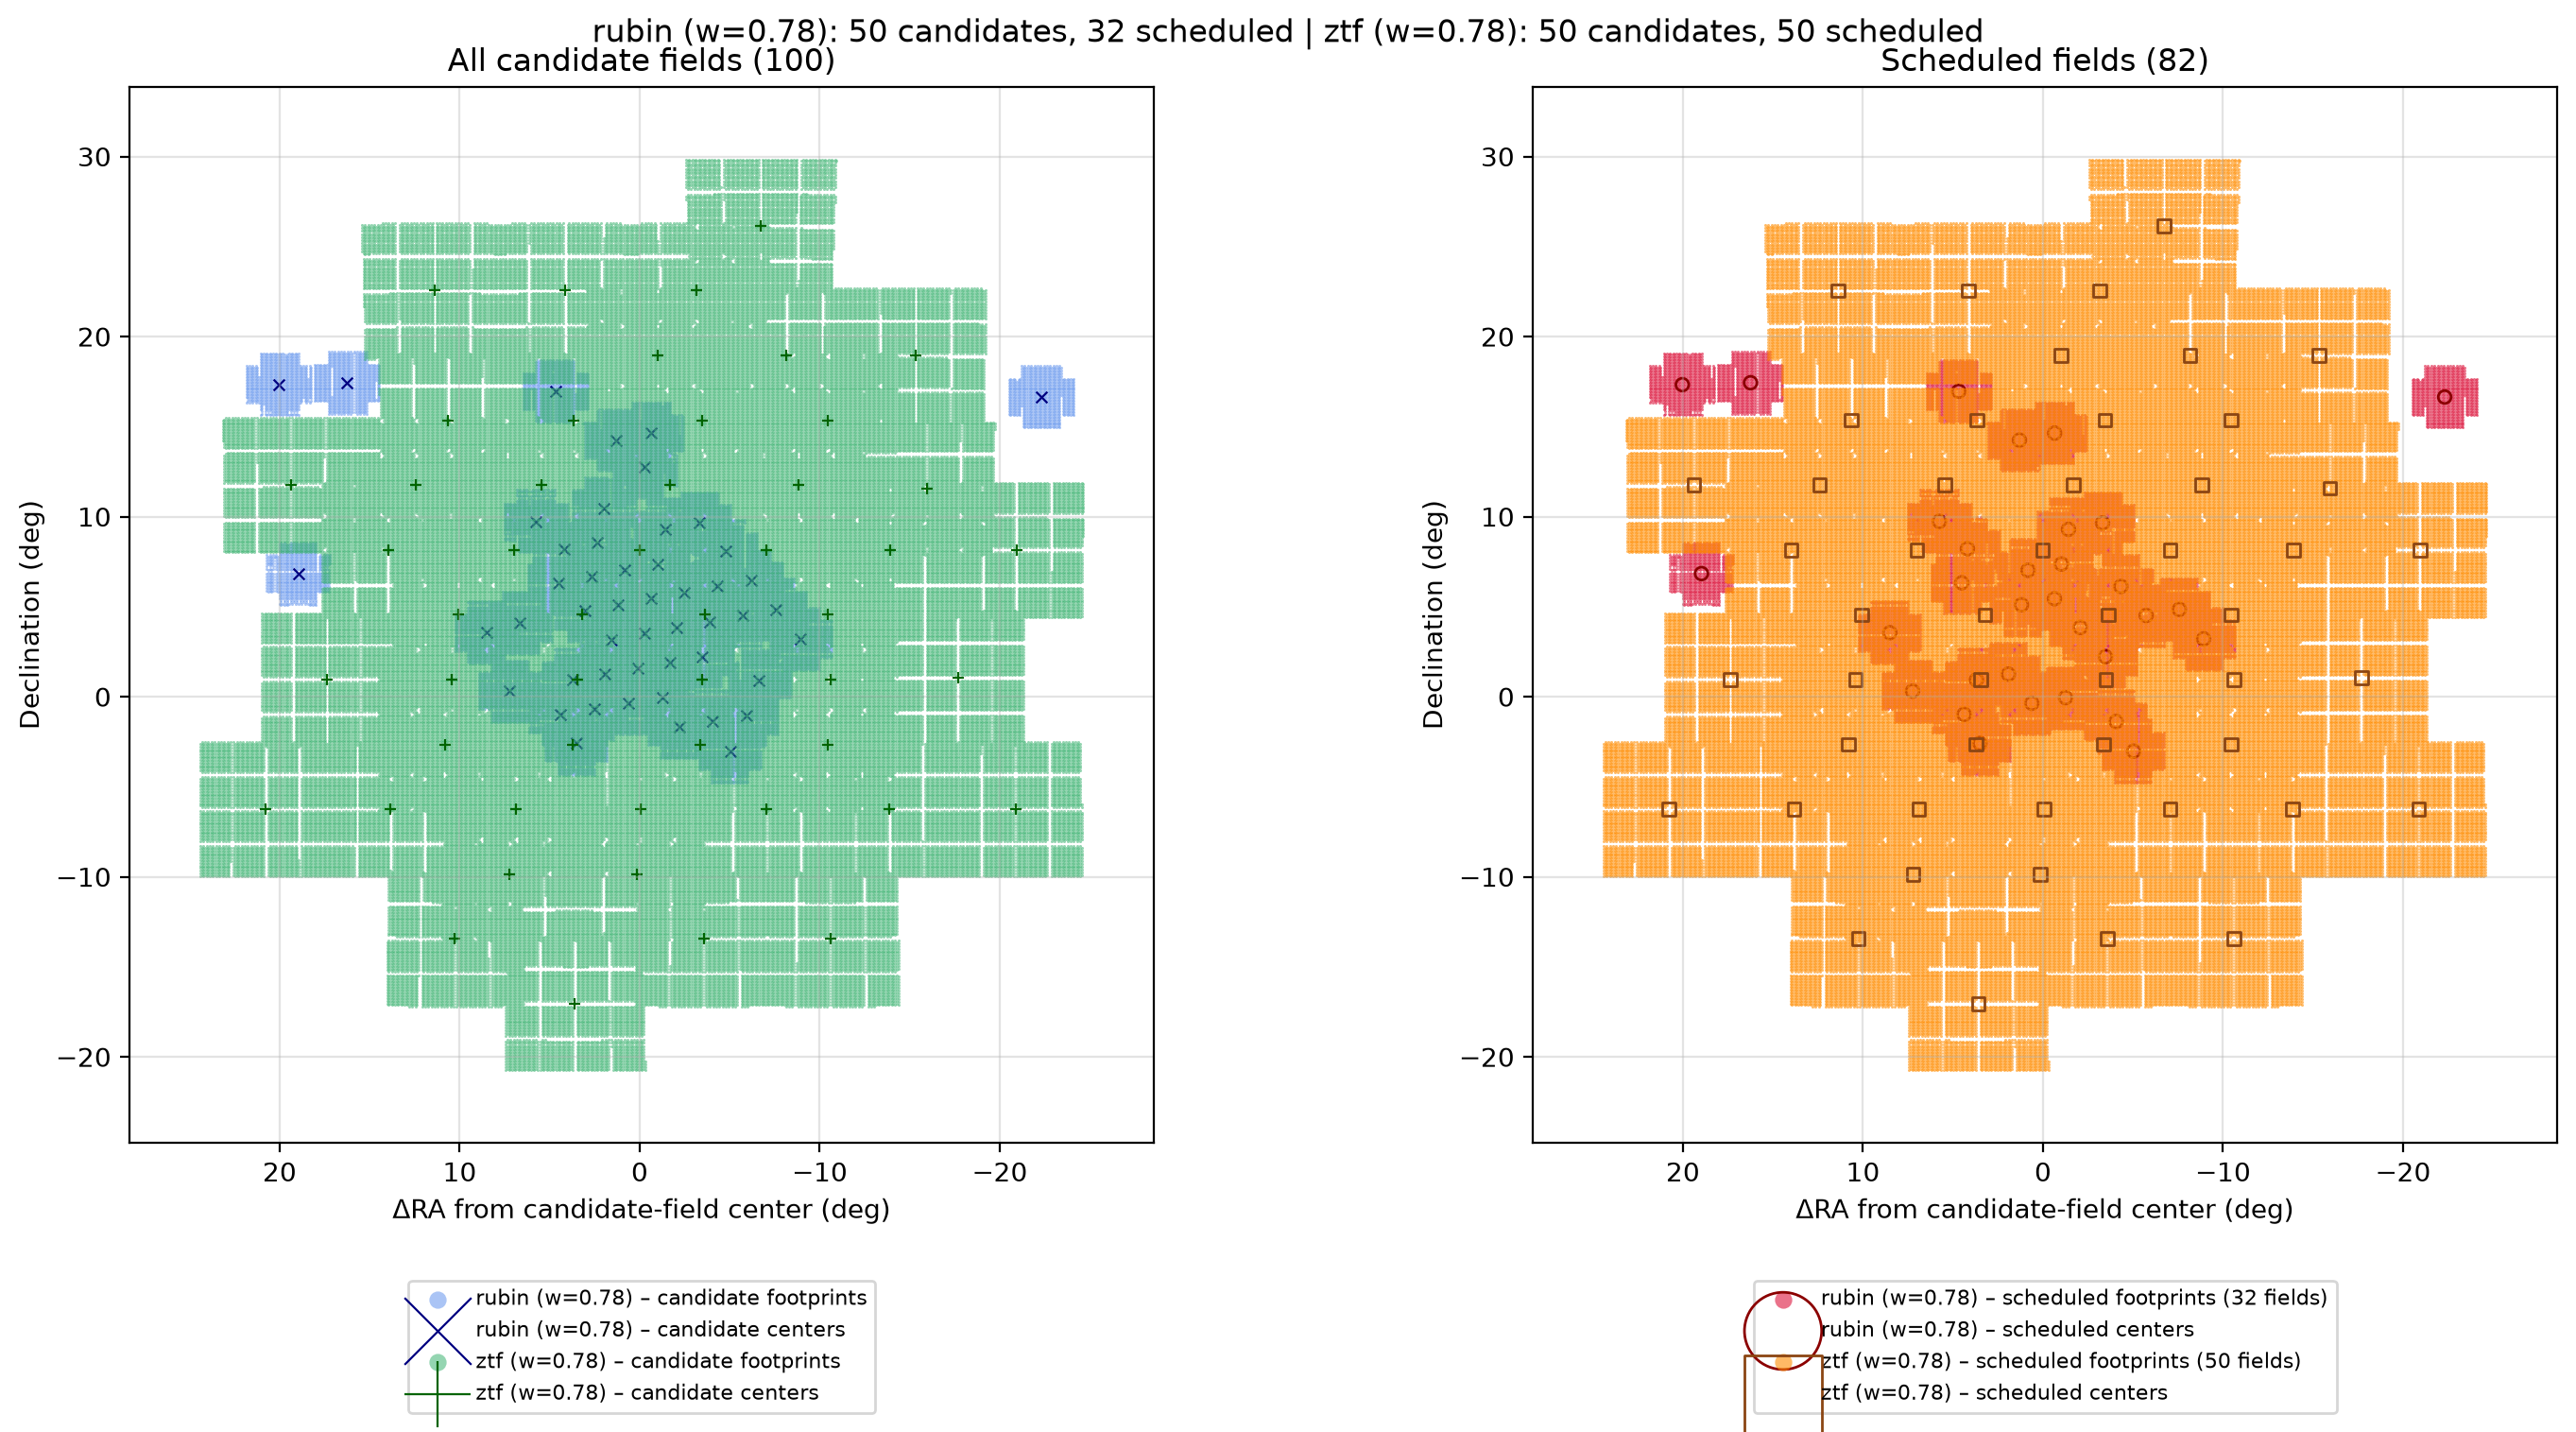 rubin (w=0.78): 50 candidates, 32 scheduled | ztf (w=0.78): 50 candidates, 50 scheduled
All candidate fields (100)
30
20
10
0
−10
−20
Declination (deg)
20 10 0 −10 −20
ΔRA from candidate-field center (deg)
rubin (w=0.78) – candidate footprints
rubin (w=0.78) – candidate centers
ztf (w=0.78) – candidate footprints
ztf (w=0.78) – candidate centers
Scheduled fields (82)
30
20
10
0
−10
−20
Declination (deg)
20 10 0 −10 −20
ΔRA from candidate-field center (deg)
rubin (w=0.78) – scheduled footprints (32 fields)
rubin (w=0.78) – scheduled centers
ztf (w=0.78) – scheduled footprints (50 fields)
ztf (w=0.78) – scheduled centers